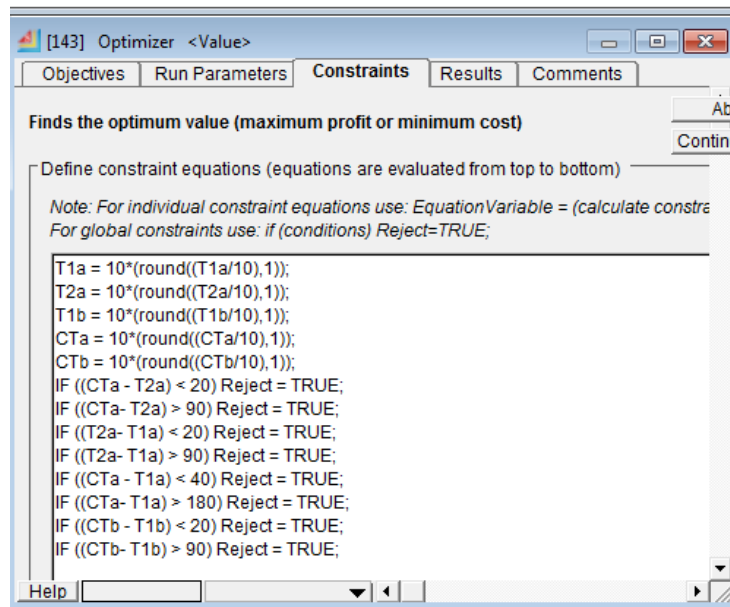 [143] Optimizer <Value>
Objectives Run Parameters Constraints Results Comments
Finds the optimum value (maximum profit or minimum cost)
Define constraint equations (equations are evaluated from top to bottom)
Note: For individual constraint equations use: EquationVariable = (calculate constra
For global constraints use: if (conditions) Reject=TRUE;
T1a = 10*(round((T1a/10),1));
T2a = 10*(round((T2a/10),1));
T1b = 10*(round((T1b/10),1));
CTa = 10*(round((CTa/10),1));
CTb = 10*(round((CTb/10),1));
IF ((CTa - T2a) < 20) Reject = TRUE;
IF ((CTa- T2a) > 90) Reject = TRUE;
IF ((T2a- T1a) < 20) Reject = TRUE;
IF ((T2a- T1a) > 90) Reject = TRUE;
IF ((CTa - T1a) < 40) Reject = TRUE;
IF ((CTa- T1a) > 180) Reject = TRUE;
IF ((CTb - T1b) < 20) Reject = TRUE;
IF ((CTb- T1b) > 90) Reject = TRUE;
Ab
Contin
Help